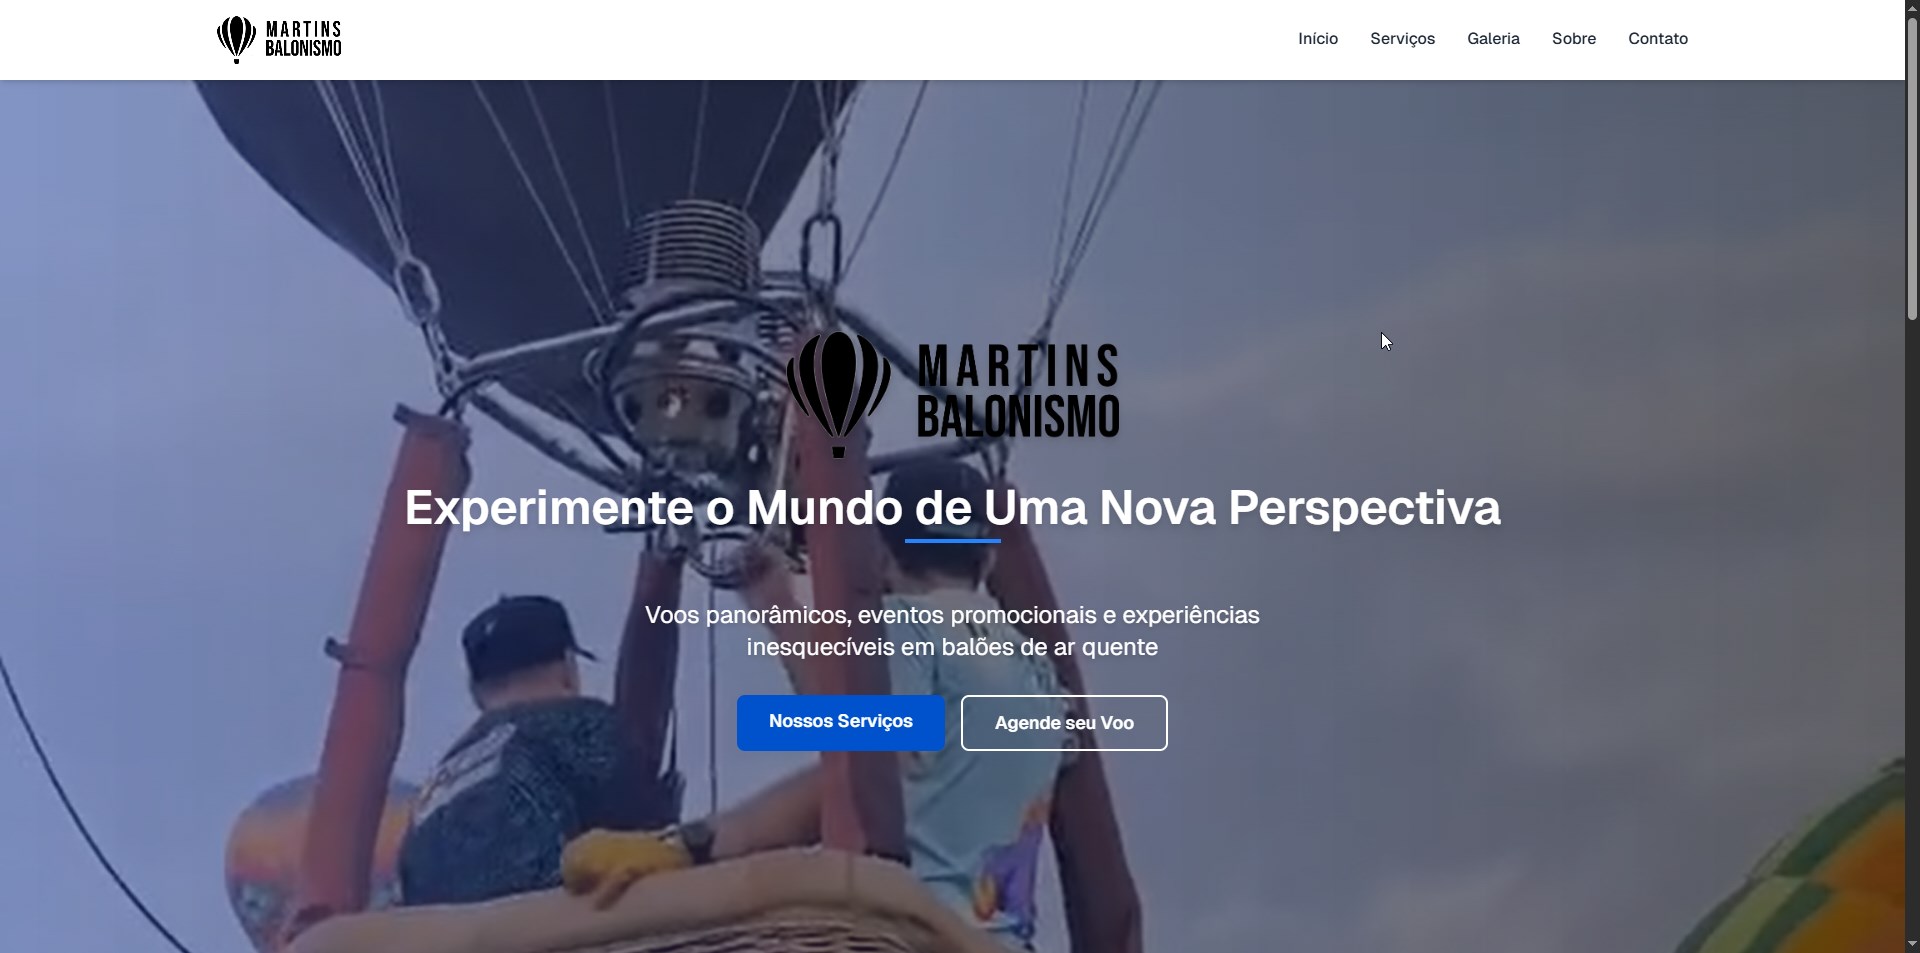 MARTINS
BALONISMO
Início
Serviços
Galeria
Sobre
Contato
MARTINS
BALONISMO
Experimente o Mundo de Uma Nova Perspectiva
Voos panorâmicos, eventos promocionais e experiências
inesquecíveis em balões de ar quente
Nossos Serviços
Agende seu Voo